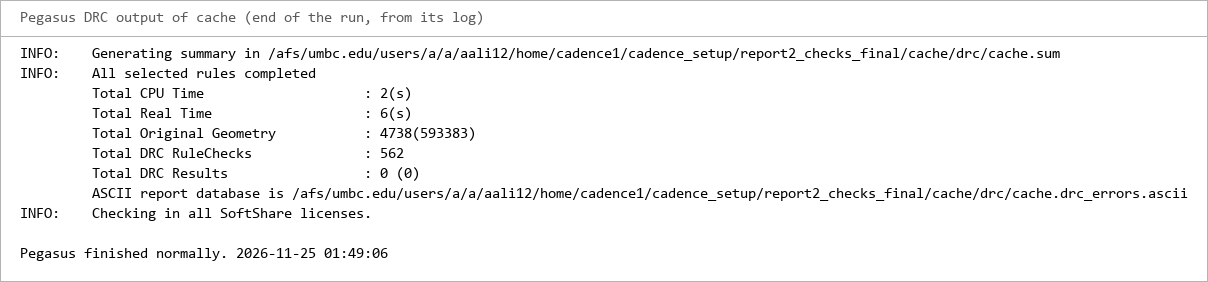 Pegasus DRC output of cache (end of the run, from its log)
INFO:    Generating summary in /afs/umbc.edu/users/a/a/aali12/home/cadence1/cadence_setup/report2_checks_final/cache/drc/cache.sum
INFO:    All selected rules completed
         Total CPU Time                    : 2(s)
         Total Real Time                   : 6(s)
         Total Original Geometry           : 4738(593383)
         Total DRC RuleChecks              : 562
         Total DRC Results                 : 0 (0)
         ASCII report database is /afs/umbc.edu/users/a/a/aali12/home/cadence1/cadence_setup/report2_checks_final/cache/drc/cache.drc_errors.ascii
INFO:    Checking in all SoftShare licenses.
Pegasus finished normally. 2026-11-25 01:49:06